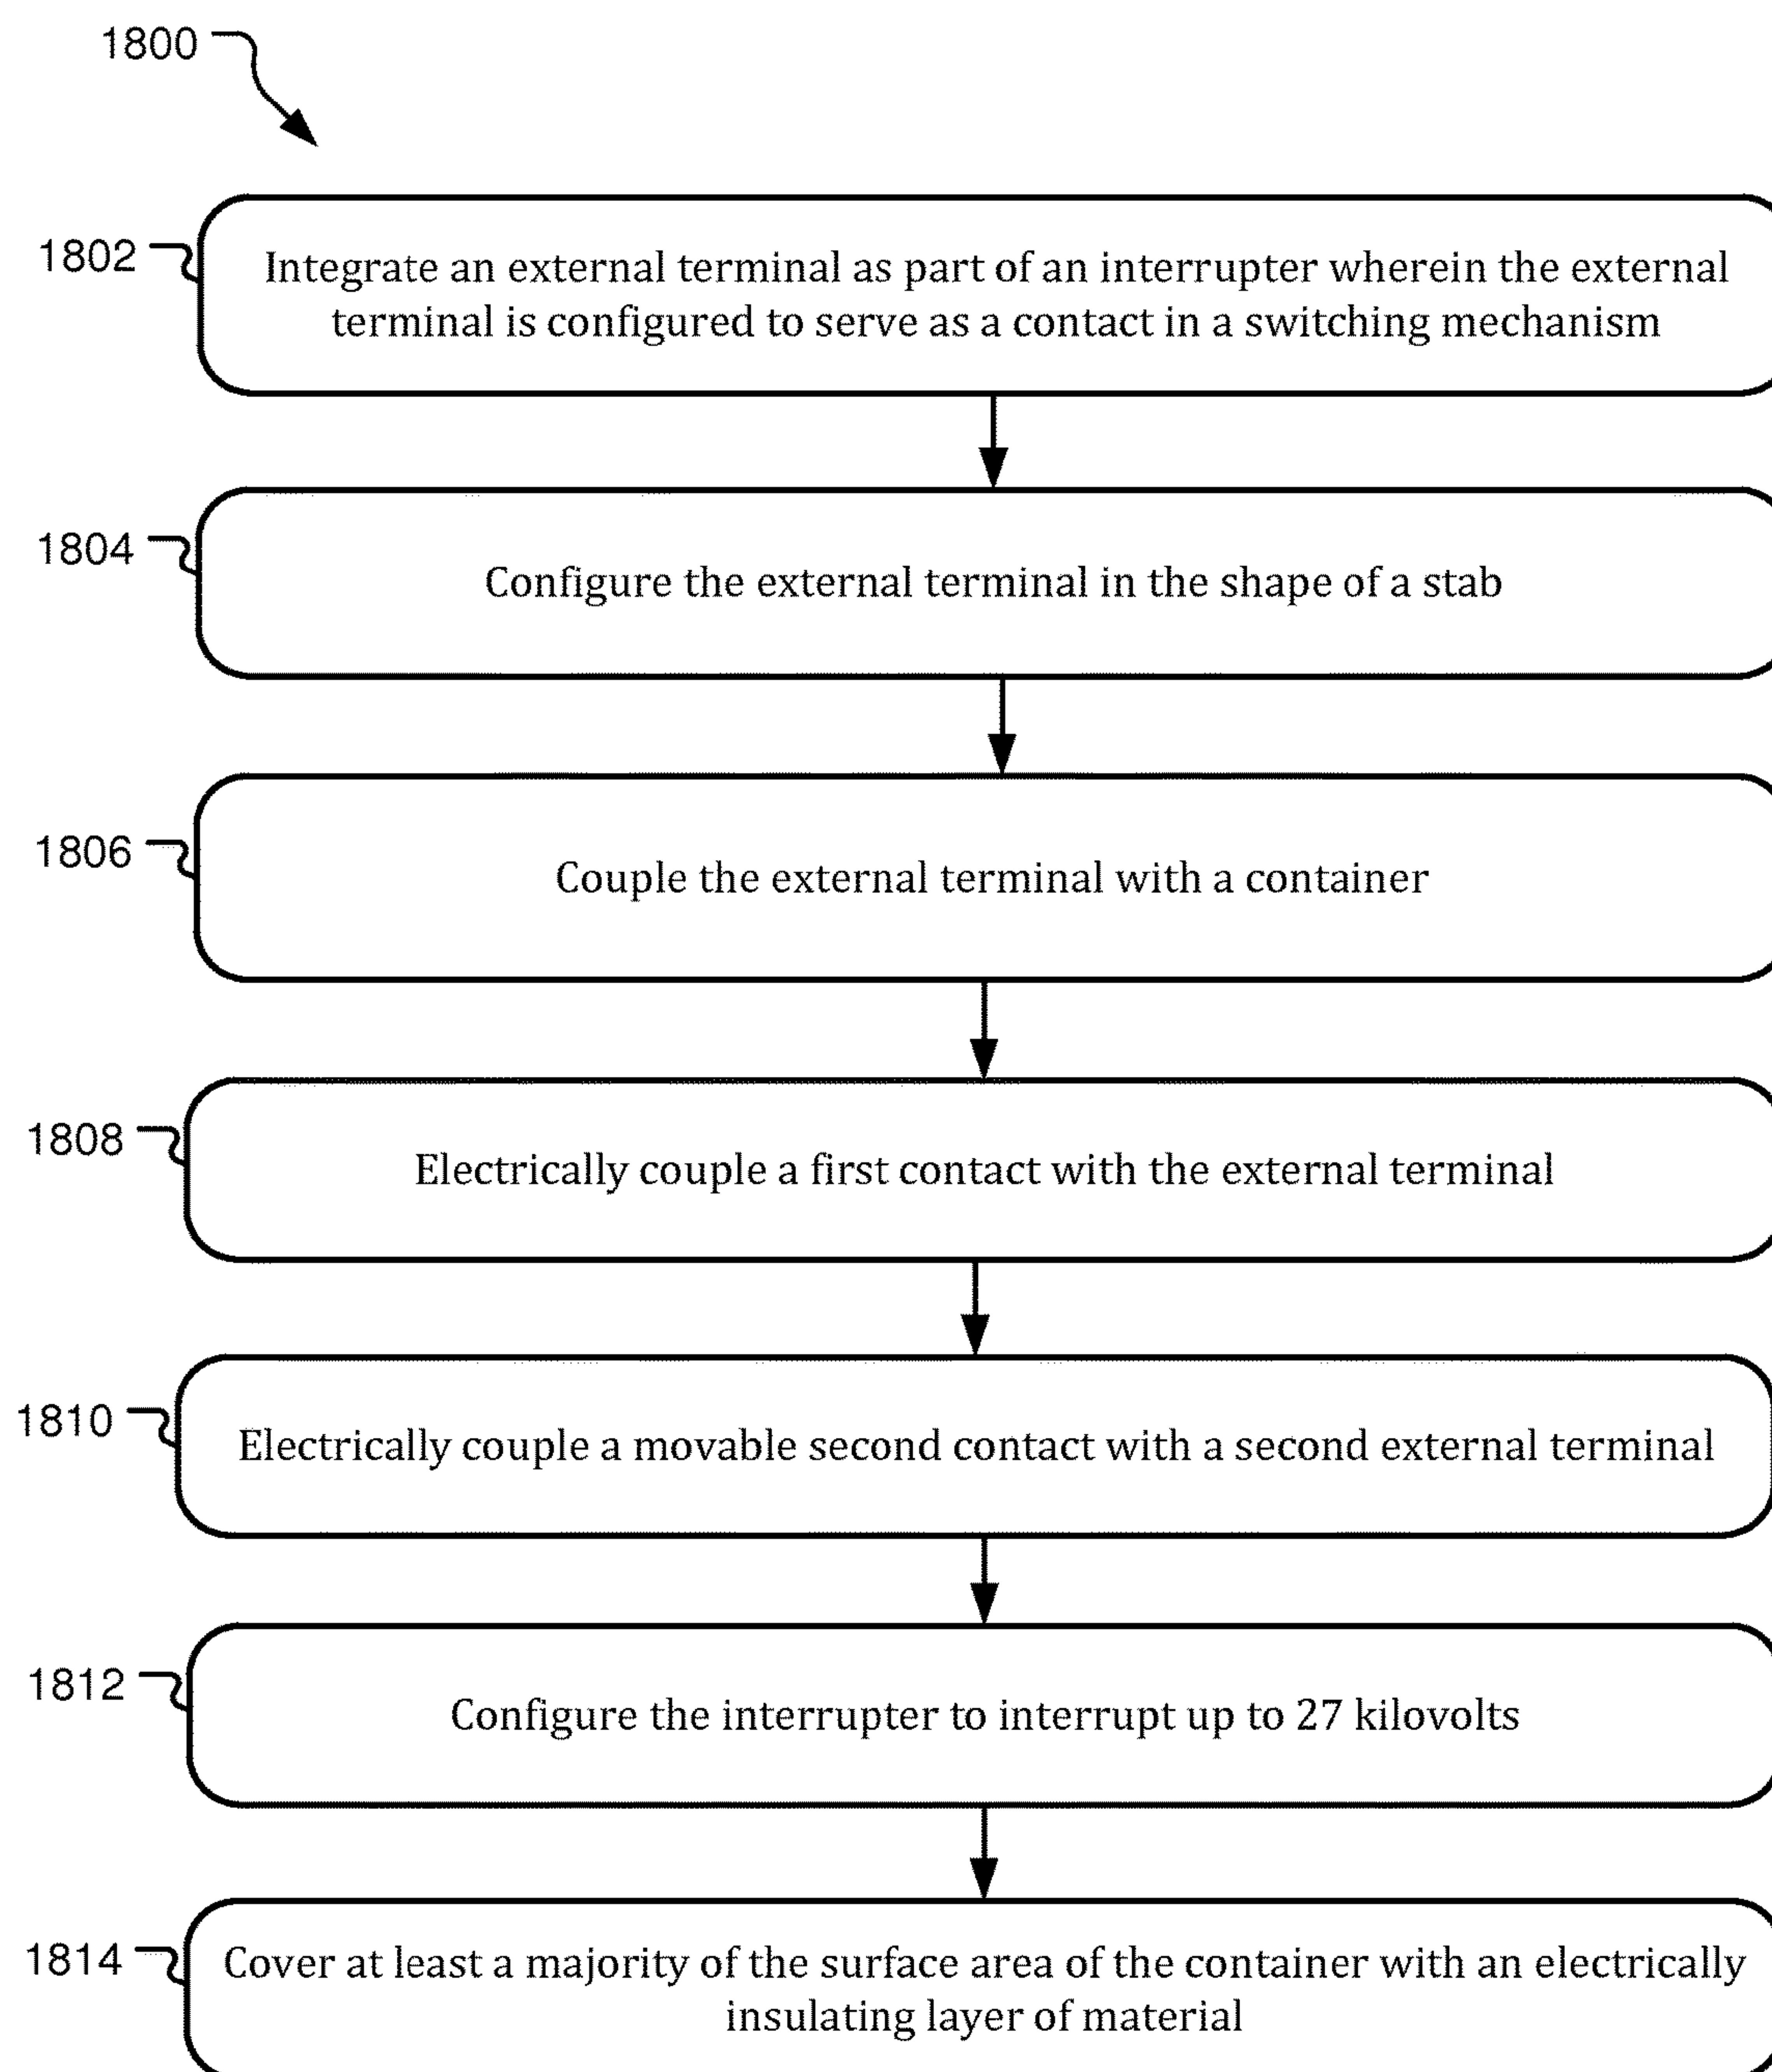 1800
1802
Integrate an external terminal as part of an interrupter wherein the external
terminal is configured to serve as a contact in a switching mechanism
1804
Configure the external terminal in the shape of a stab
1806
Couple the external terminal with a container
1808
Electrically couple a first contact with the external terminal
1810
Electrically couple a movable second contact with a second external terminal
1812
Configure the interrupter to interrupt up to 27 kilovolts
1814
Cover at least a majority of the surface area of the container with an electrically
insulating layer of material